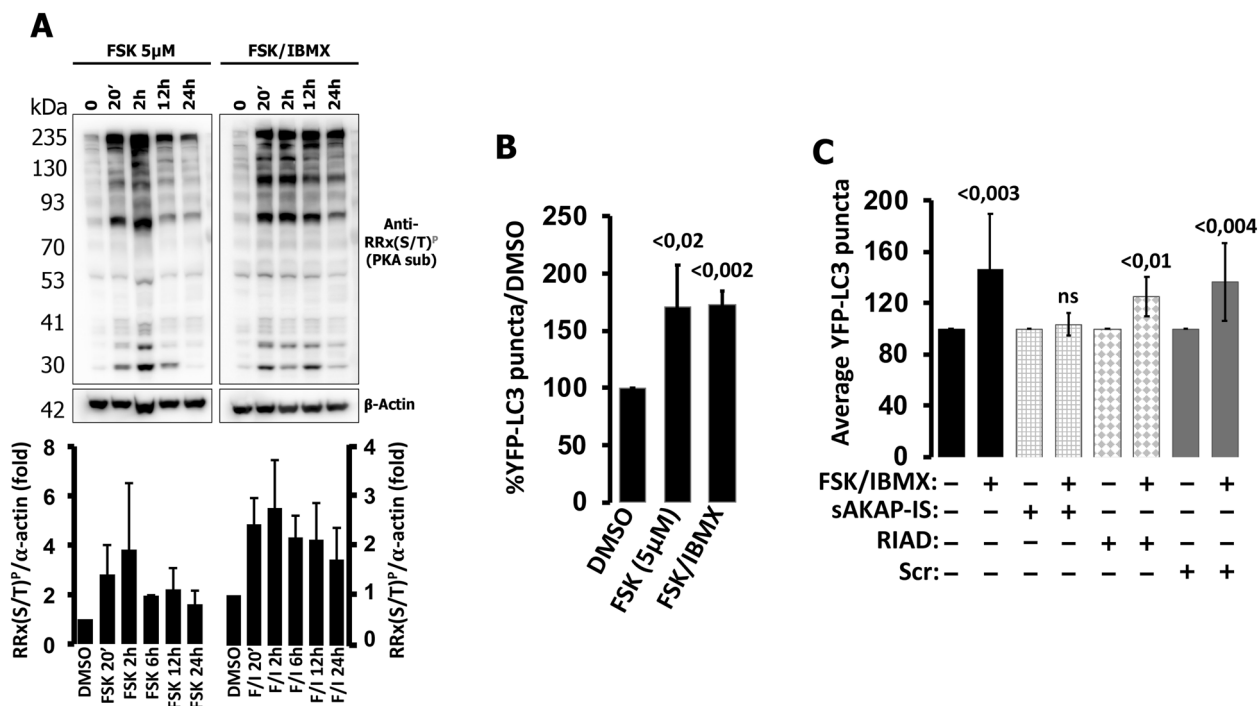 A
FSK 5µM
FSK/IBMX
kDa
0 20' 2h 12h 24h
0 20' 2h 12h 24h
235
130
93
70
53
41
30
42
Anti-
RRx(S/T)ᴾ
(PKA sub)
β-Actin
RRx(S/T)ᴾ/α-actin (fold)
8
6
4
2
0
DMSO
FSK 20'
FSK 2h
FSK 6h
FSK 12h
FSK 24h
4
3
2
1
0
RRx(S/T)ᴾ/α-actin (fold)
DMSO
F/I 20'
F/I 2h
F/I 6h
F/I 12h
F/I 24h
B
%YFP-LC3 puncta/DMSO
250
200
150
100
50
0
<0,02
<0,002
DMSO
FSK (5µM)
FSK/IBMX
C
Average YFP-LC3 puncta
200
160
120
80
40
0
<0,003
ns
<0,01
<0,004
FSK/IBMX: – + – + – + – +
sAKAP-IS: – – + + – – – –
RIAD: – – – – + + – –
Scr: – – – – – – + +